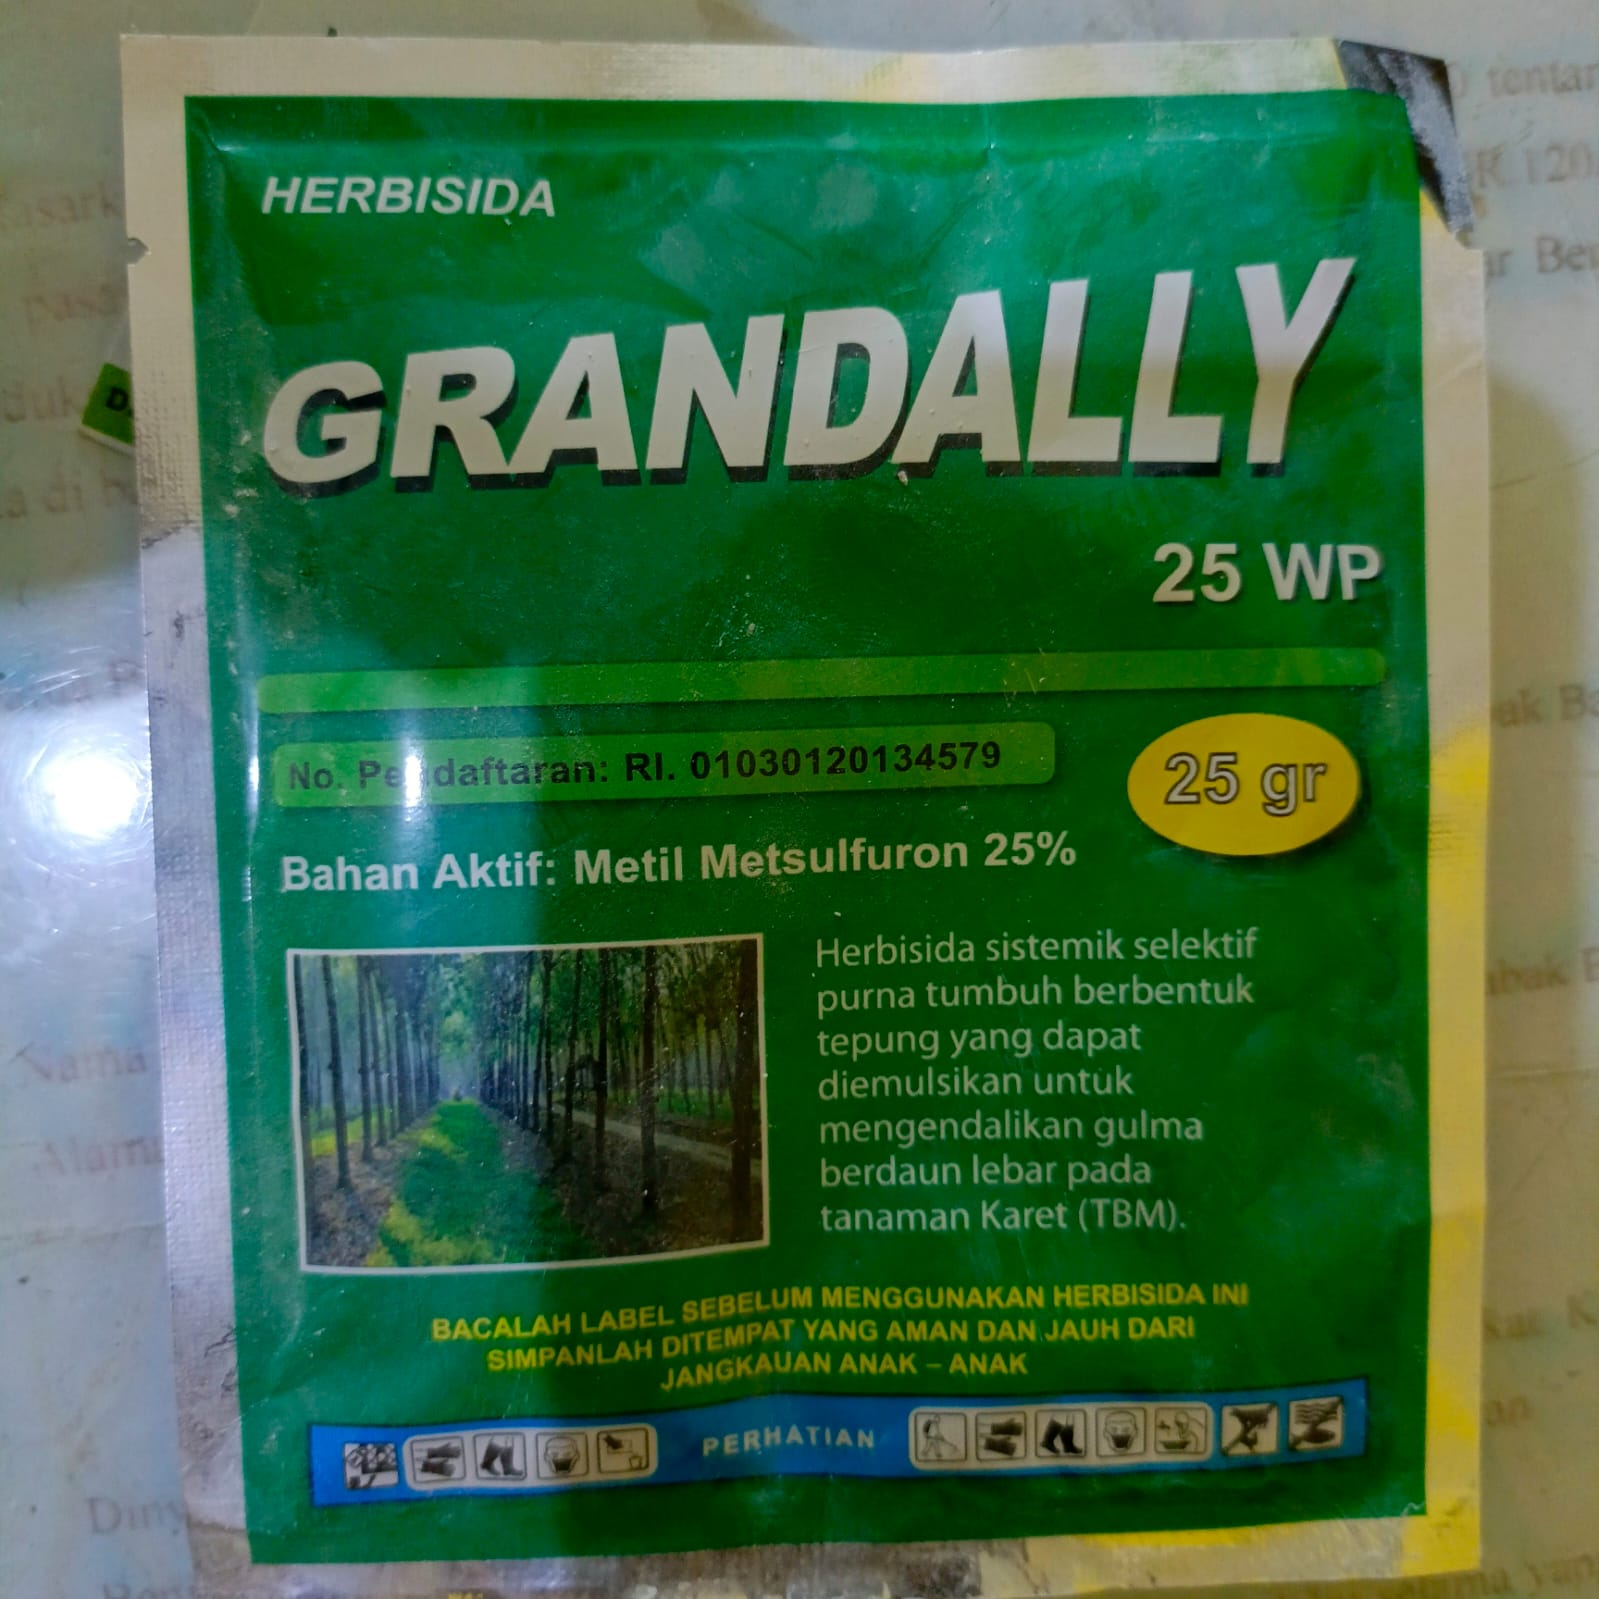 HERBISIDA
GRANDALLY
25 WP
No. Pendaftaran: RI. 01030120134579
25 gr
Bahan Aktif: Metil Metsulfuron 25%
Herbisida sistemik selektif
purna tumbuh berbentuk
tepung yang dapat
diemulsikan untuk
mengendalikan gulma
berdaun lebar pada
tanaman Karet (TBM).
BACALAH LABEL SEBELUM MENGGUNAKAN HERBISIDA INI
SIMPANLAH DITEMPAT YANG AMAN DAN JAUH DARI
JANGKAUAN ANAK – ANAK
PERHATIAN